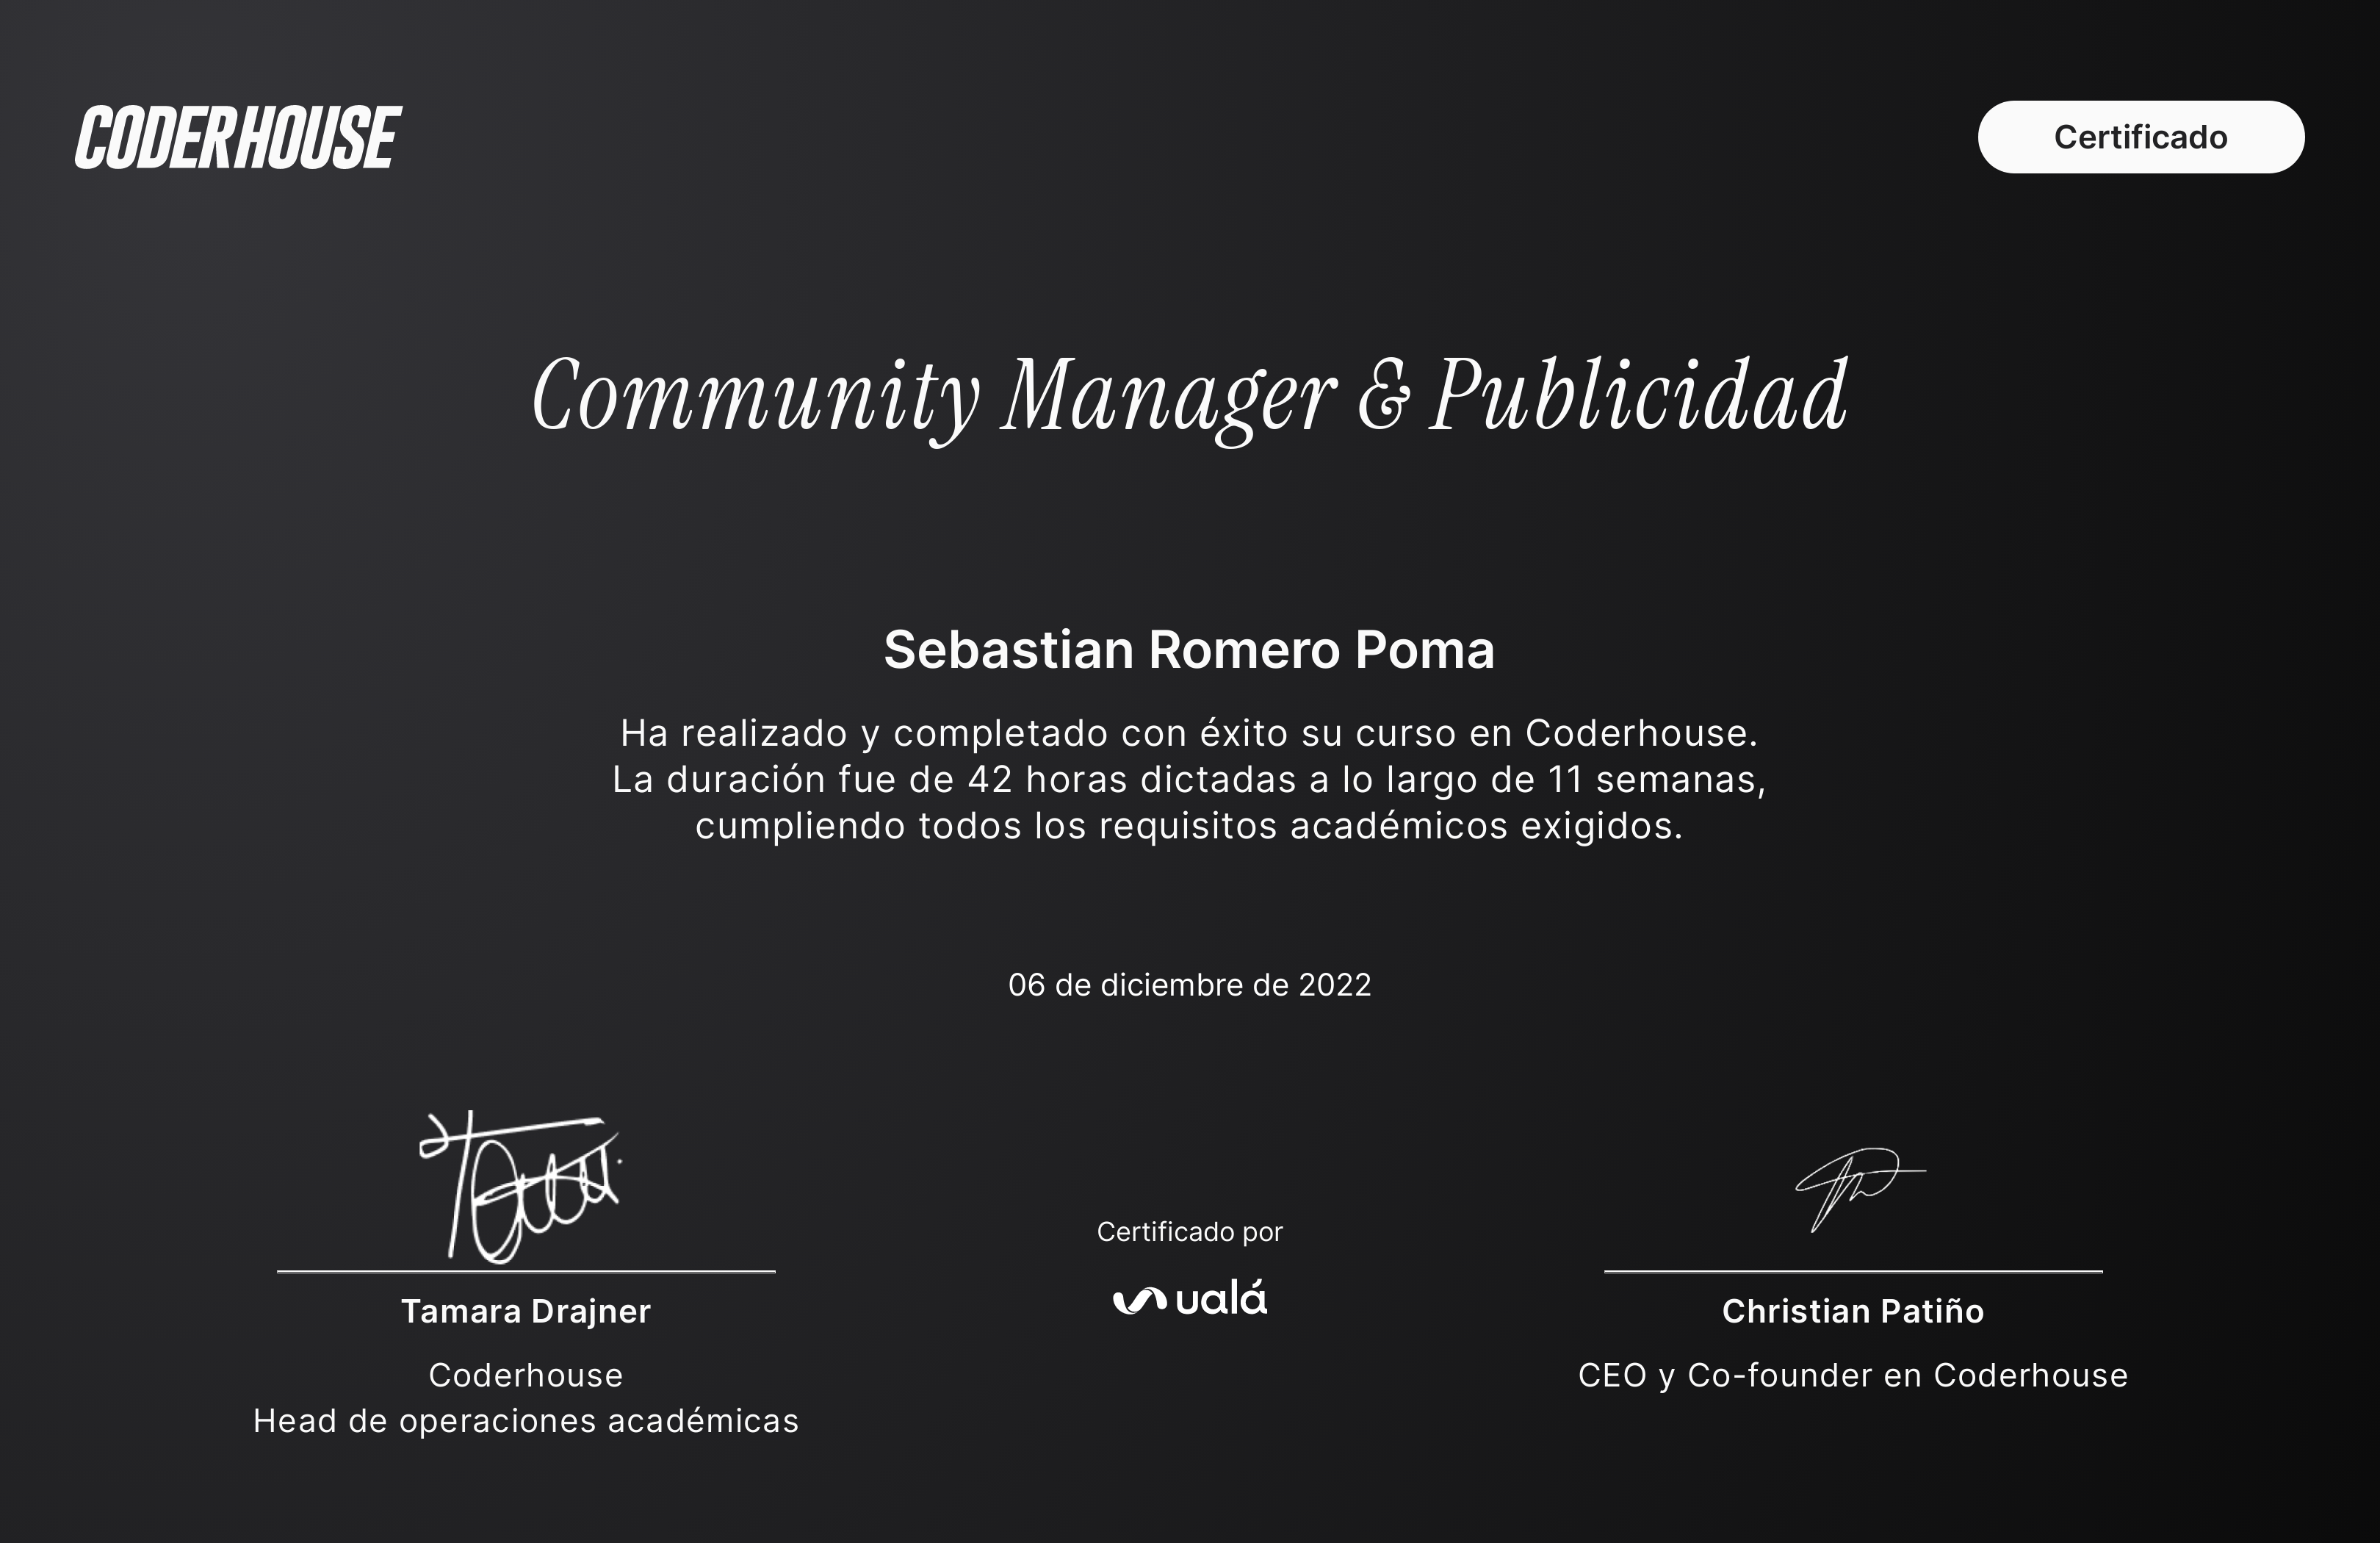 CODERHOUSE
Certificado
Community Manager & Publicidad
Sebastian Romero Poma
Ha realizado y completado con éxito su curso en Coderhouse.
La duración fue de 42 horas dictadas a lo largo de 11 semanas,
cumpliendo todos los requisitos académicos exigidos.
06 de diciembre de 2022
Tamara Drajner
Coderhouse
Head de operaciones académicas
Certificado por
ualá
Christian Patiño
CEO y Co-founder en Coderhouse